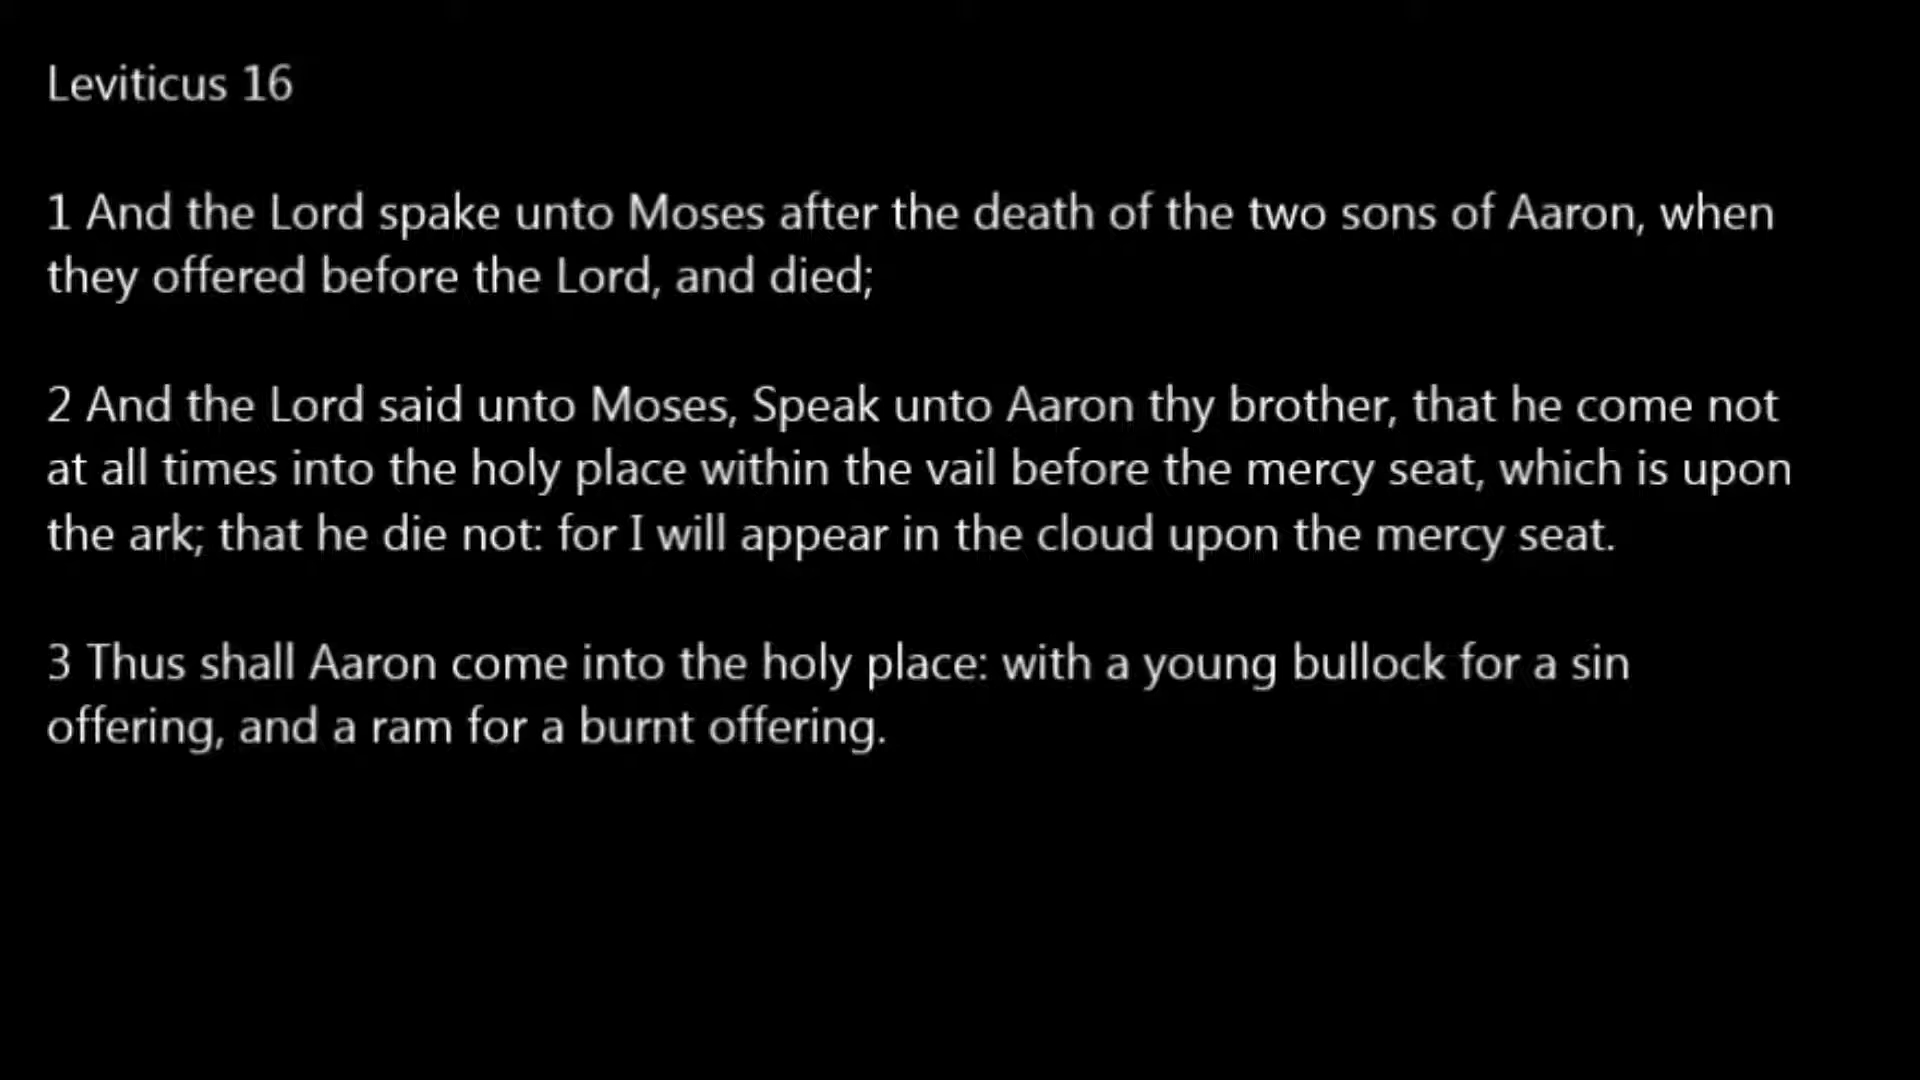 Leviticus 16
1 And the Lord spake unto Moses after the death of the two sons of Aaron, when
they offered before the Lord, and died;
2 And the Lord said unto Moses, Speak unto Aaron thy brother, that he come not
at all times into the holy place within the vail before the mercy seat, which is upon
the ark; that he die not: for I will appear in the cloud upon the mercy seat.
3 Thus shall Aaron come into the holy place: with a young bullock for a sin
offering, and a ram for a burnt offering.